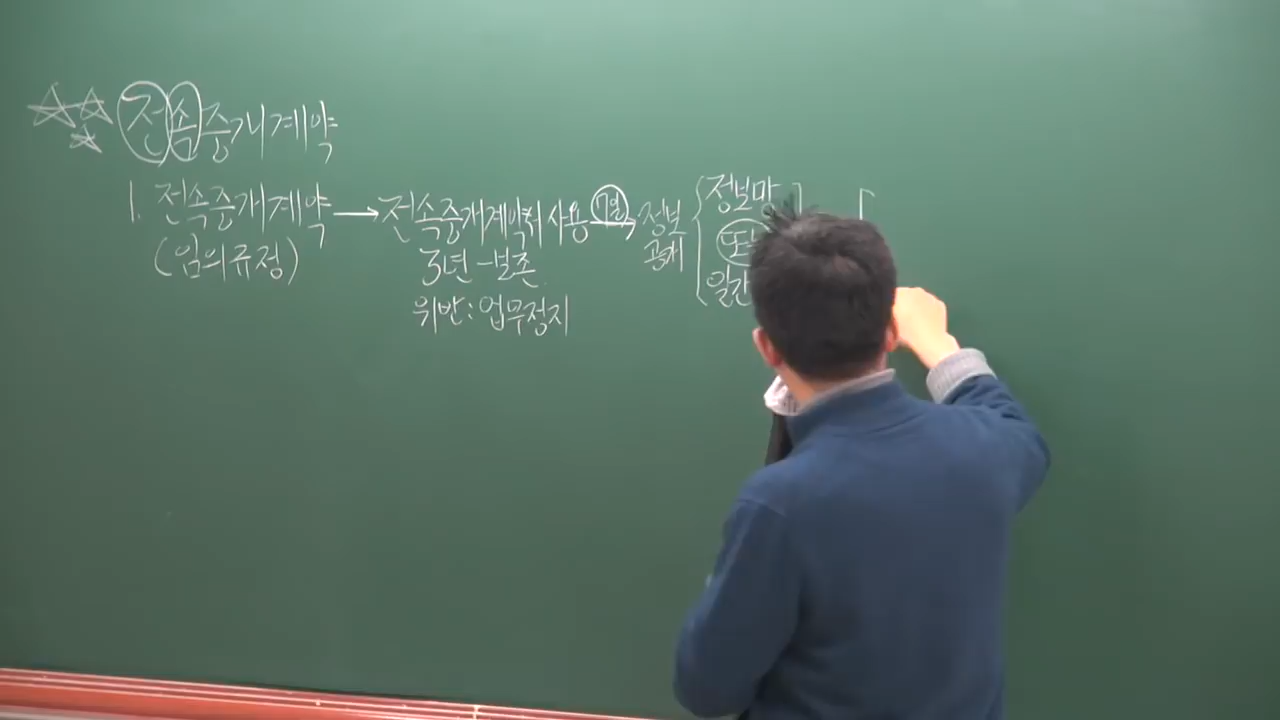 전속중개계약
1. 전속중개계약 → 전속중개계약서 사용 7일 → 정보공개 { 정보망
또는
일간
(임의규정)
3년 - 보존
위반: 업무정지